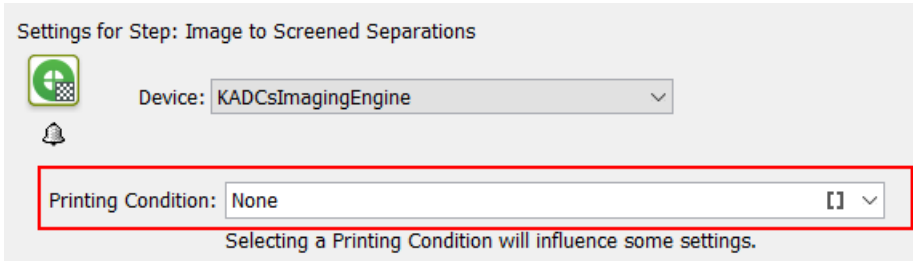 Settings for Step: Image to Screened Separations
Device: KADCsImagingEngine
Printing Condition: None []
Selecting a Printing Condition will influence some settings.